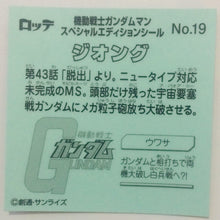 ロッテ
機動戦士ガンダムマン
スペシャルエディションシール
No.19
ジオング
第43話「脱出」より。ニュータイプ対応
未完成のMS。頭部だけ残った宇宙要塞
戦ガンダムにメガ粒子砲放ち大破させる。
機動戦士
ガンダム
GUNDAM
ウワサ
ガンダムと相打ちで両
機大破し白兵戦へ?!
©創通・サンライズ